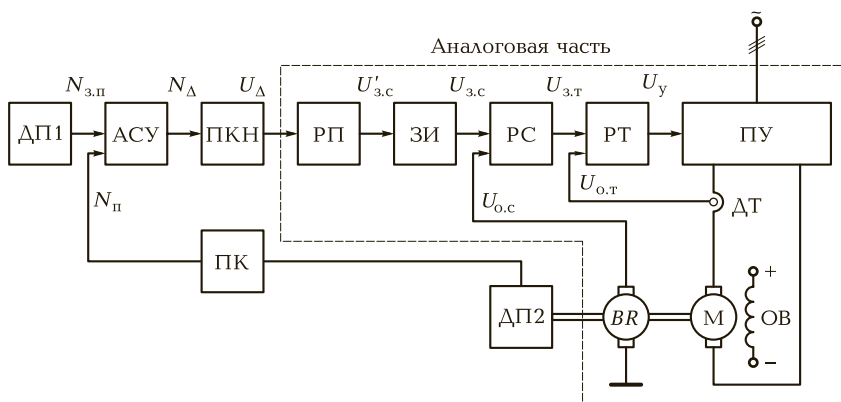 ~
Аналоговая часть
Nз.п NΔ UΔ U'з.с Uз.с Uз.т Uу
ДП1 АСУ ПКН РП ЗИ РС РТ ПУ
Nп Uо.с Uо.т ДТ
ПК
+
ДП2 BR М ОВ
−